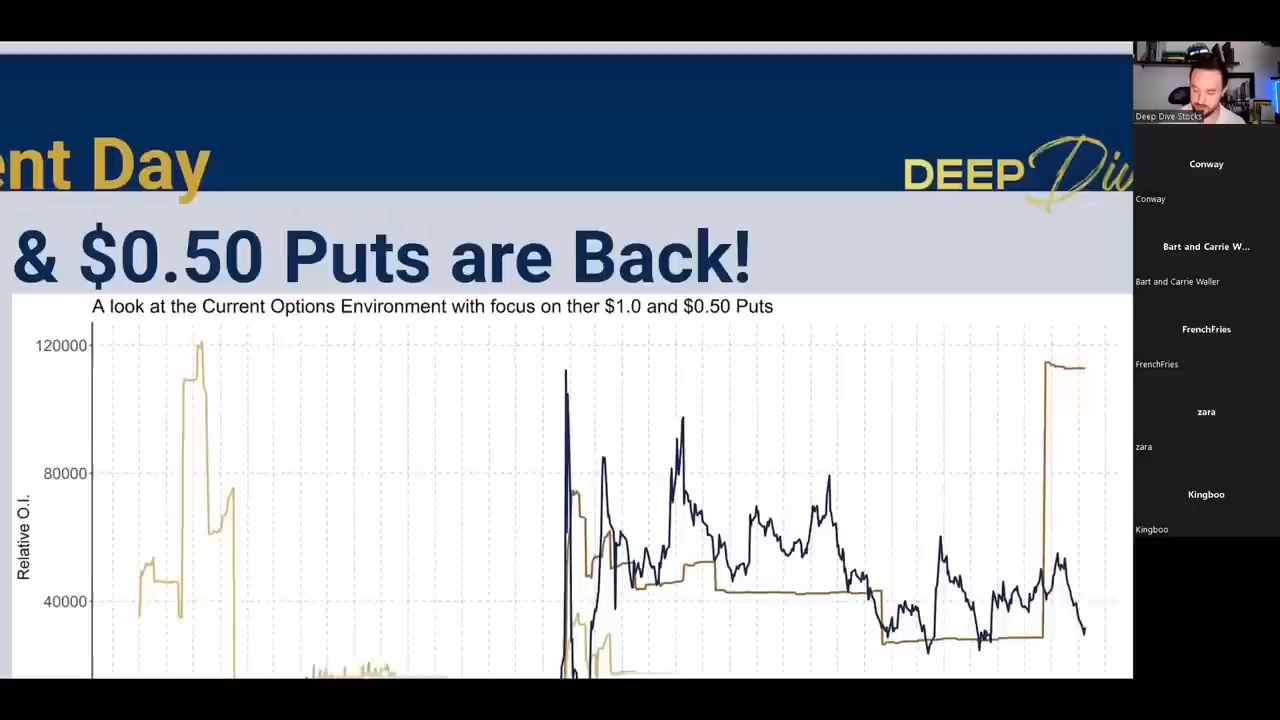 ent Day
DEEP Div
& $0.50 Puts are Back!
A look at the Current Options Environment with focus on ther $1.0 and $0.50 Puts
120000
80000
40000
Relative O.I.
Deep Dive Stocks
Conway
Conway
Bart and Carrie W...
Bart and Carrie Waller
FrenchFries
FrenchFries
zara
zara
Kingboo
Kingboo